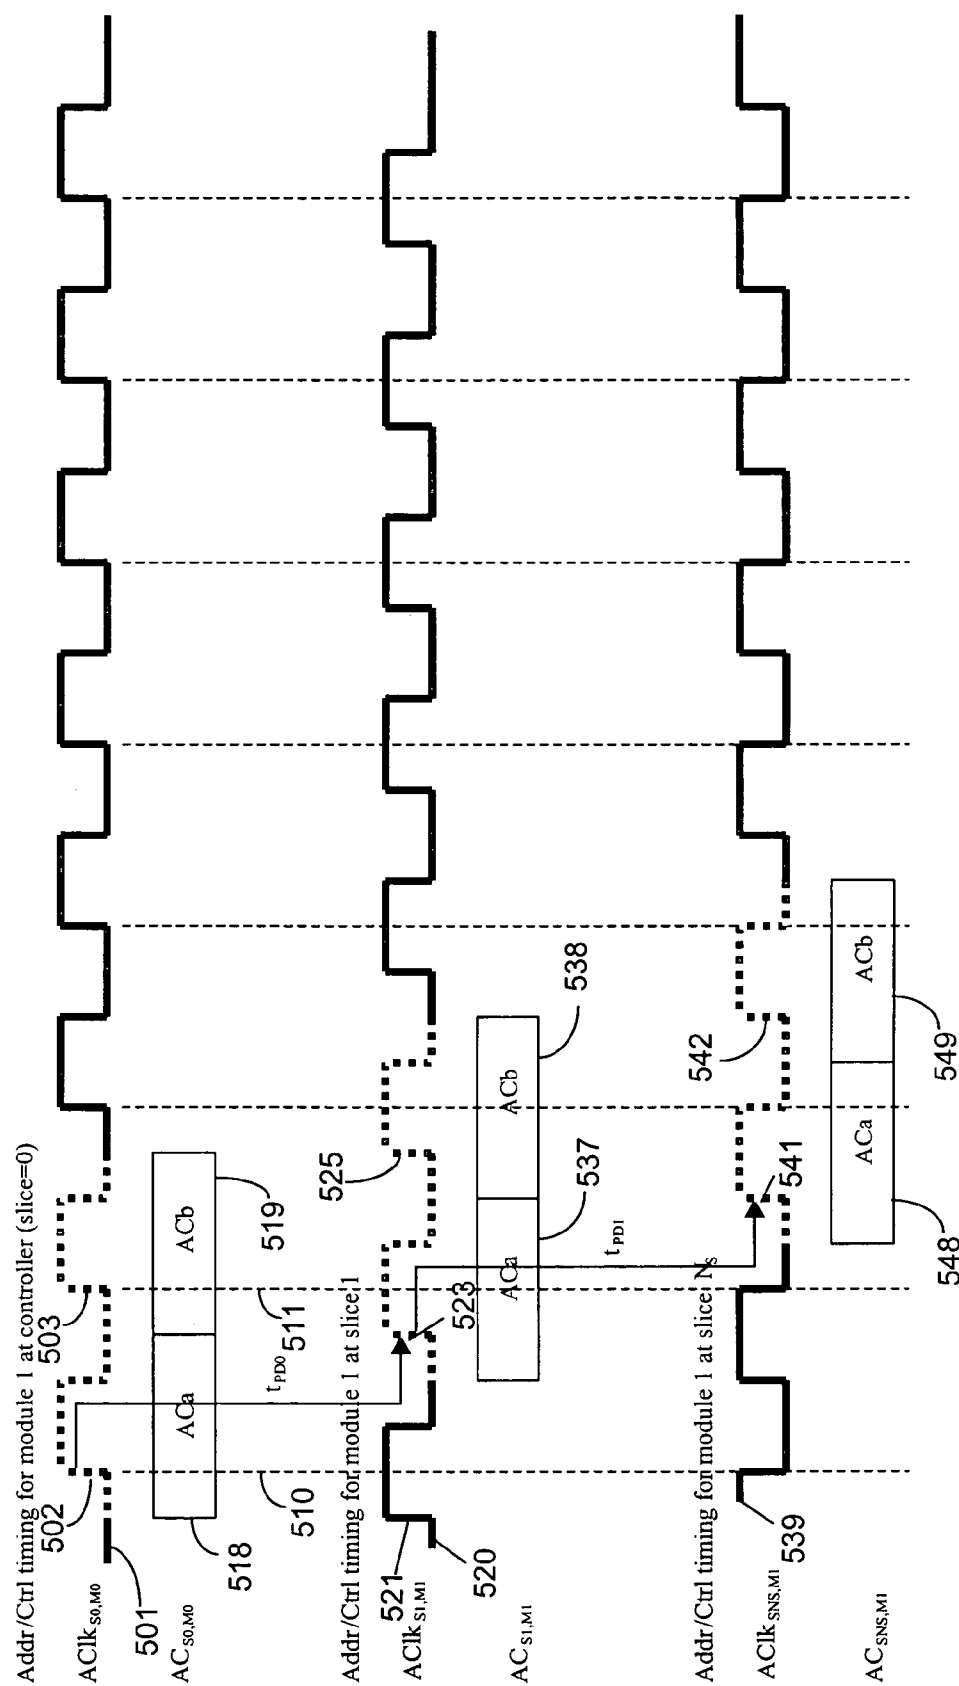 Addr/Ctrl timing for module 1 at controller (slice=0)
AClk S0,M0
501
502
503
AC S0,M0
518
ACa
ACb
519
510
511
tPD0
Addr/Ctrl timing for module 1 at slice 1
AClk S1,M1
520
521
523
525
AC S1,M1
ACa
ACb
537
538
tPD1
Addr/Ctrl timing for module 1 at slice Ns
AClk SNS,M1
539
541
542
AC SNS,M1
ACa
ACb
548
549